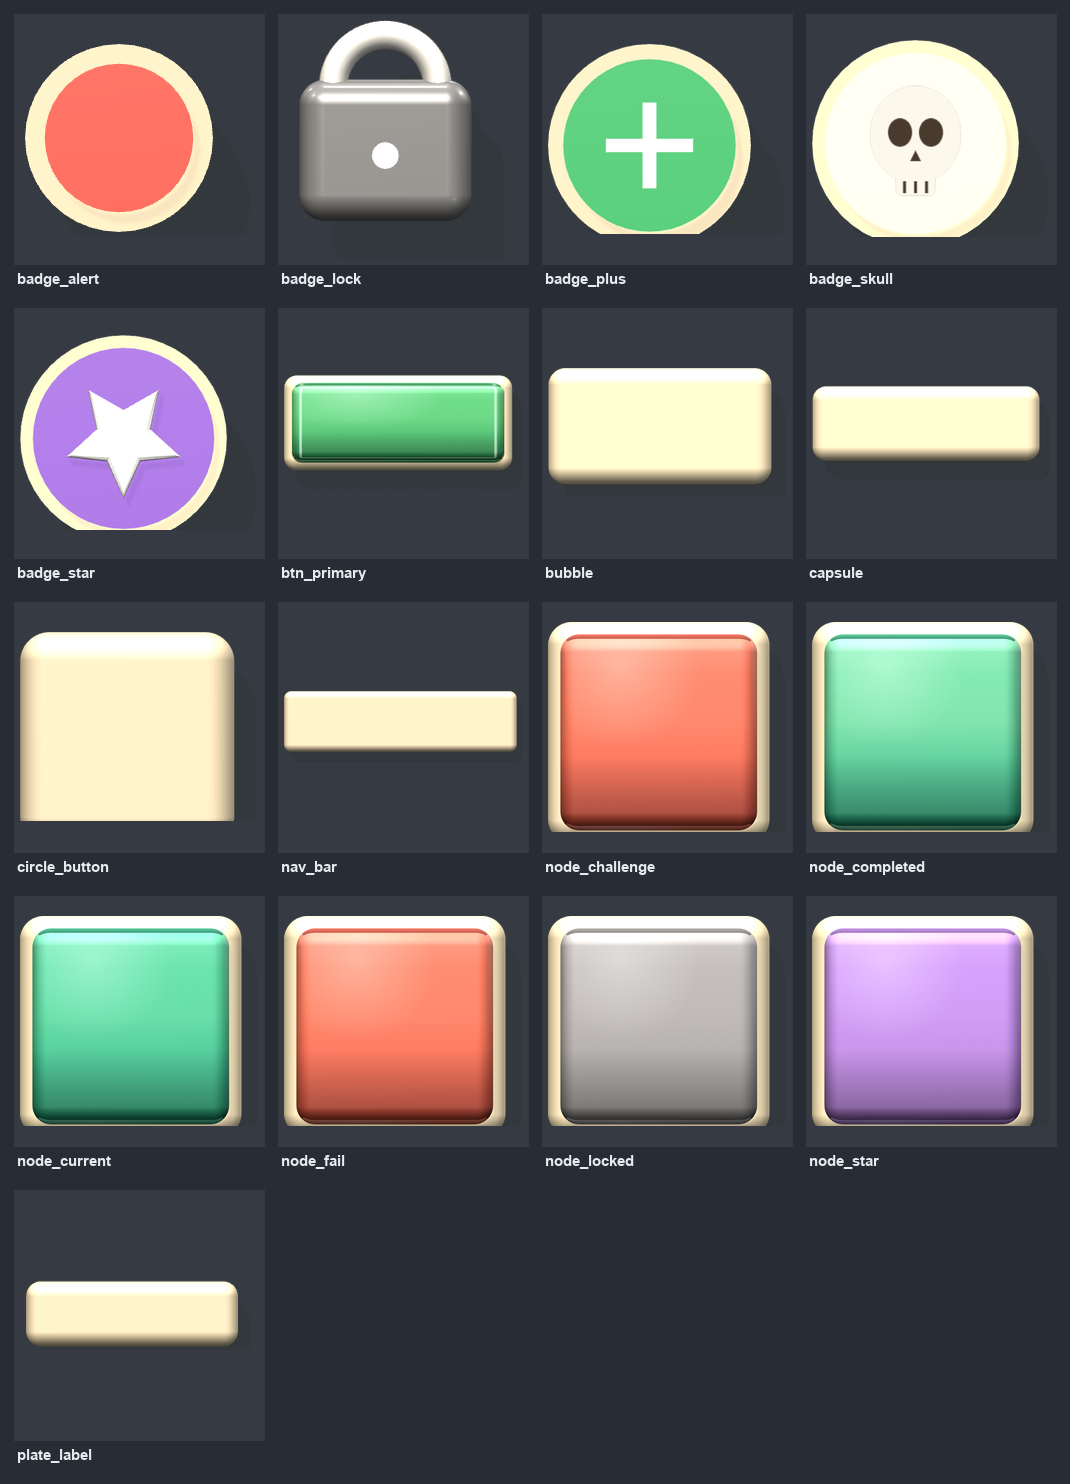 badge_alert
badge_lock
badge_plus
badge_skull
badge_star
btn_primary
bubble
capsule
circle_button
nav_bar
node_challenge
node_completed
node_current
node_fail
node_locked
node_star
plate_label